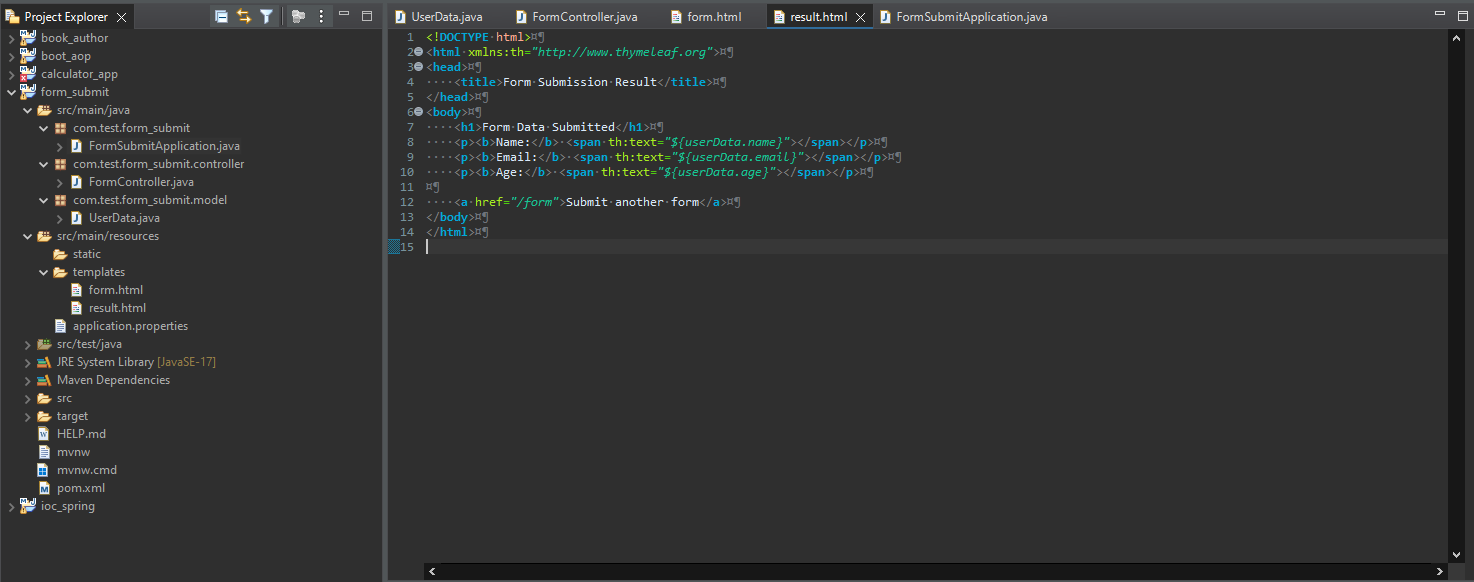 Project Explorer
book_author
boot_aop
calculator_app
form_submit
src/main/java
com.test.form_submit
FormSubmitApplication.java
com.test.form_submit.controller
FormController.java
com.test.form_submit.model
UserData.java
src/main/resources
static
templates
form.html
result.html
application.properties
src/test/java
JRE System Library [JavaSE-17]
Maven Dependencies
src
target
HELP.md
mvnw
mvnw.cmd
pom.xml
ioc_spring
UserData.java FormController.java form.html result.html FormSubmitApplication.java
1 <!DOCTYPE·html>¤¶
2 <html·xmlns:th="http://www.thymeleaf.org">¤¶
3 <head>¤¶
4 ····<title>Form·Submission·Result</title>¤¶
5 </head>¤¶
6 <body>¤¶
7 ····<h1>Form·Data·Submitted</h1>¤¶
8 ····<p><b>Name:</b>·<span·th:text="${userData.name}"></span></p>¤¶
9 ····<p><b>Email:</b>·<span·th:text="${userData.email}"></span></p>¤¶
10 ····<p><b>Age:</b>·<span·th:text="${userData.age}"></span></p>¤¶
11 ¤¶
12 ····<a·href="/form">Submit·another·form</a>¤¶
13 </body>¤¶
14 </html>¤¶
15